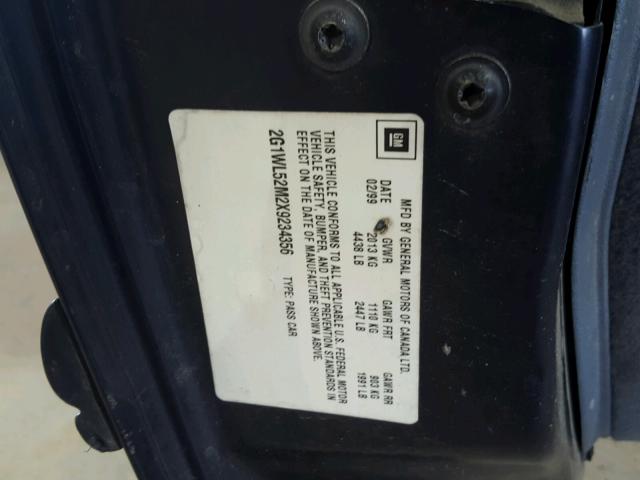 GM
MFD BY GENERAL MOTORS OF CANADA LTD.
DATE GVWR GAWR FRT GAWR RR
02/99 2013 KG 1110 KG 903 KG
4438 LB 2447 LB 1991 LB
THIS VEHICLE CONFORMS TO ALL APPLICABLE U.S. FEDERAL MOTOR
VEHICLE SAFETY, BUMPER, AND THEFT PREVENTION STANDARDS IN
EFFECT ON THE DATE OF MANUFACTURE SHOWN ABOVE.
2G1WL52M2X9234356 TYPE: PASS CAR